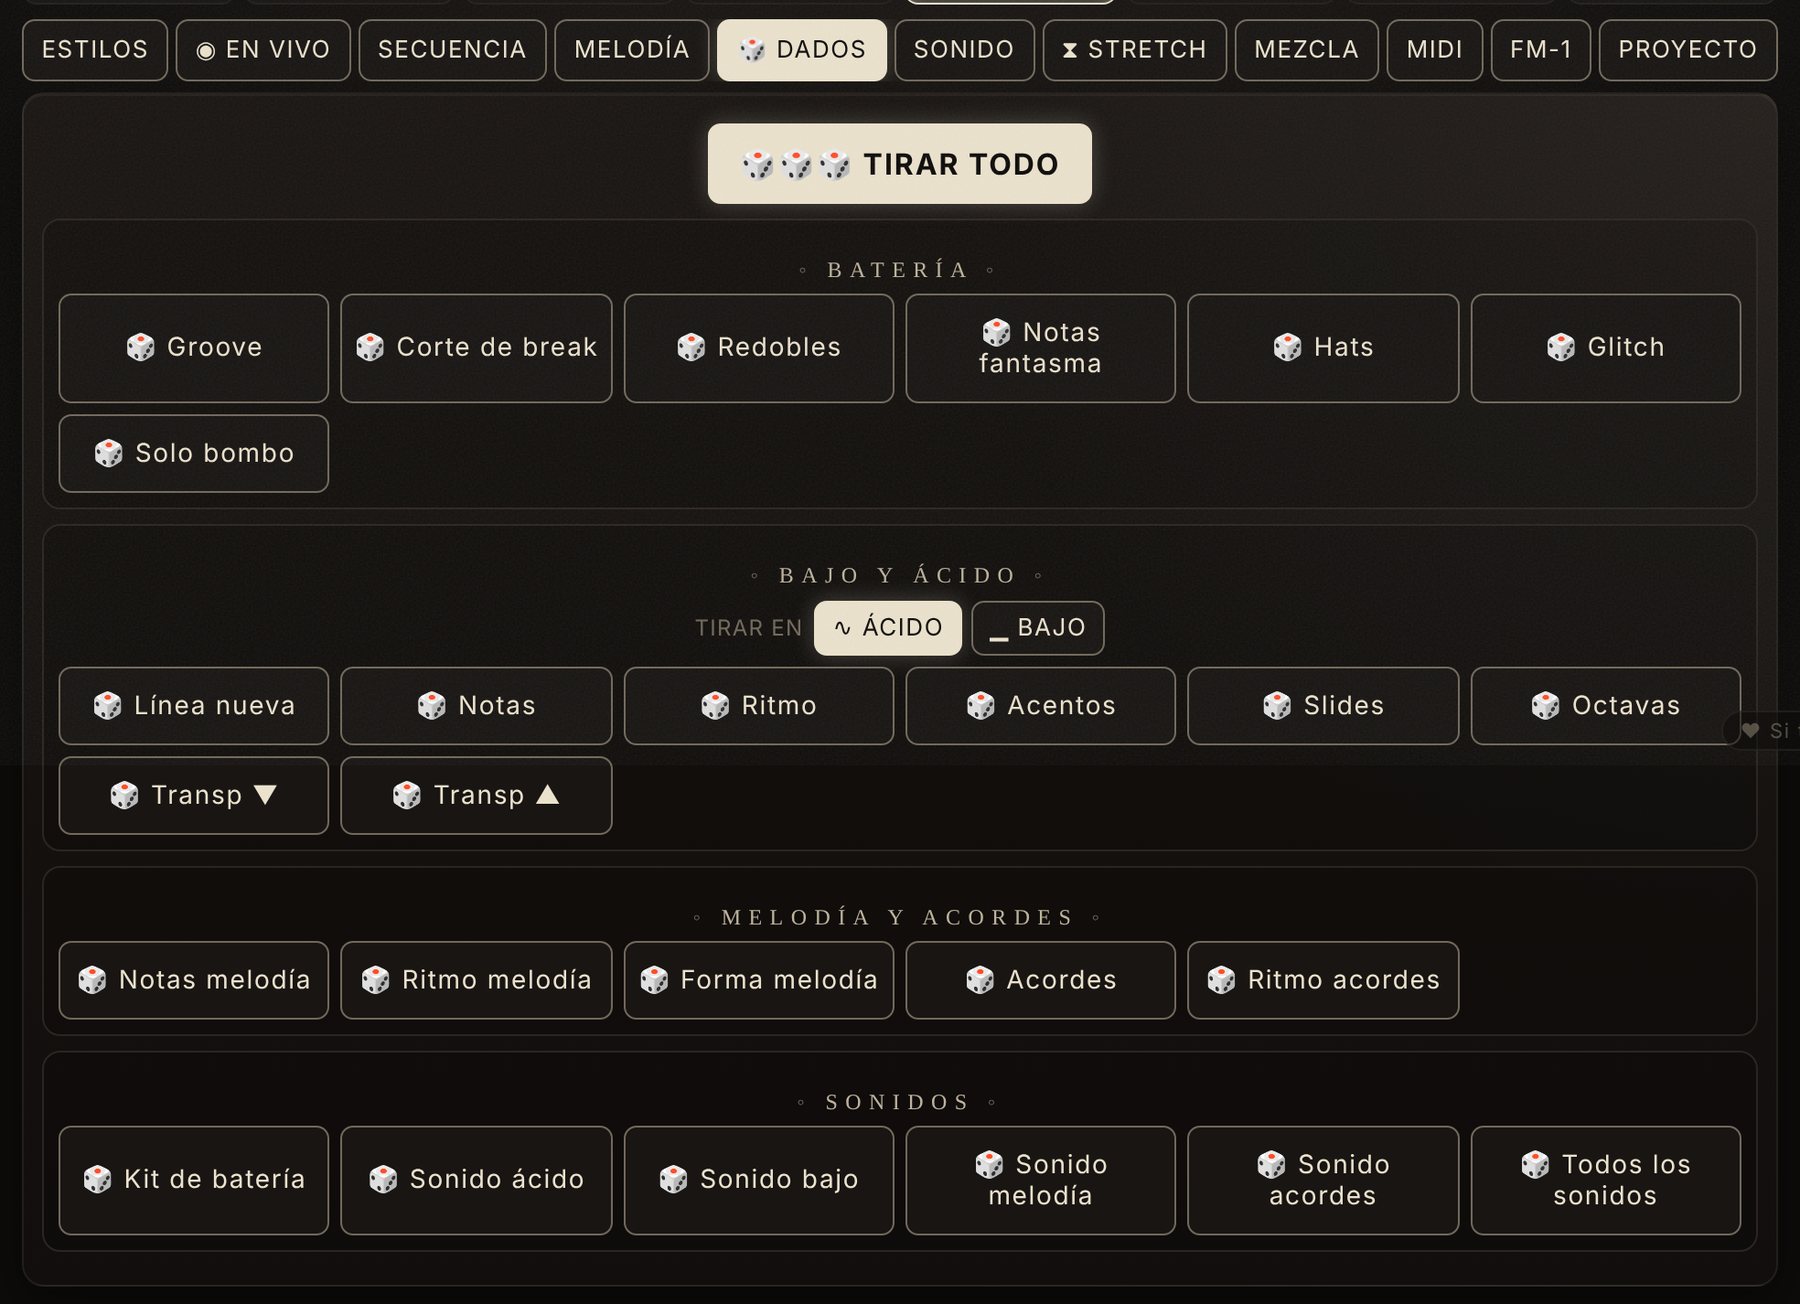 ESTILOS
◉ EN VIVO
SECUENCIA
MELODÍA
🎲 DADOS
SONIDO
⧗ STRETCH
MEZCLA
MIDI
FM-1
PROYECTO
🎲🎲🎲 TIRAR TODO
◦ BATERÍA ◦
🎲 Groove
🎲 Corte de break
🎲 Redobles
🎲 Notas
fantasma
🎲 Hats
🎲 Glitch
🎲 Solo bombo
◦ BAJO Y ÁCIDO ◦
TIRAR EN
∿ ÁCIDO
▁ BAJO
🎲 Línea nueva
🎲 Notas
🎲 Ritmo
🎲 Acentos
🎲 Slides
🎲 Octavas
♥ Si
🎲 Transp ▼
🎲 Transp ▲
◦ MELODÍA Y ACORDES ◦
🎲 Notas melodía
🎲 Ritmo melodía
🎲 Forma melodía
🎲 Acordes
🎲 Ritmo acordes
◦ SONIDOS ◦
🎲 Kit de batería
🎲 Sonido ácido
🎲 Sonido bajo
🎲 Sonido
melodía
🎲 Sonido
acordes
🎲 Todos los
sonidos